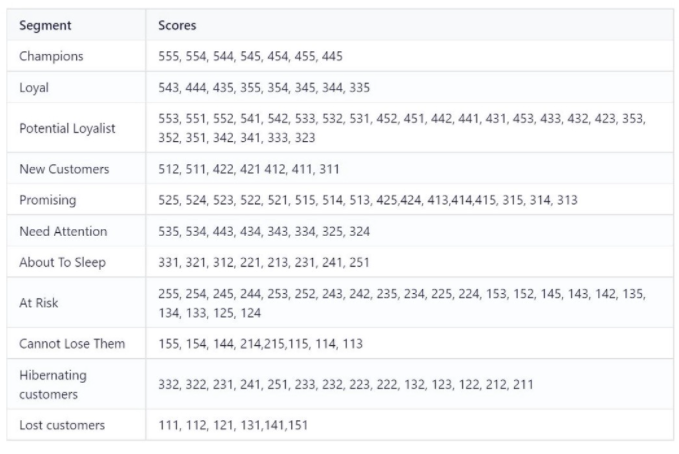 Segment Scores
Champions 555, 554, 544, 545, 454, 455, 445
Loyal 543, 444, 435, 355, 354, 345, 344, 335
Potential Loyalist 553, 551, 552, 541, 542, 533, 532, 531, 452, 451, 442, 441, 431, 453, 433, 432, 423, 353,
352, 351, 342, 341, 333, 323
New Customers 512, 511, 422, 421 412, 411, 311
Promising 525, 524, 523, 522, 521, 515, 514, 513, 425,424, 413,414,415, 315, 314, 313
Need Attention 535, 534, 443, 434, 343, 334, 325, 324
About To Sleep 331, 321, 312, 221, 213, 231, 241, 251
At Risk 255, 254, 245, 244, 253, 252, 243, 242, 235, 234, 225, 224, 153, 152, 145, 143, 142, 135,
134, 133, 125, 124
Cannot Lose Them 155, 154, 144, 214,215,115, 114, 113
Hibernating
customers 332, 322, 231, 241, 251, 233, 232, 223, 222, 132, 123, 122, 212, 211
Lost customers 111, 112, 121, 131,141,151